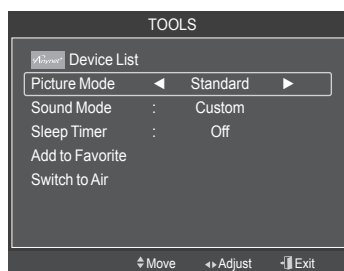 TOOLS
Anynet+ Device List
Picture Mode ◄ Standard ►
Sound Mode : Custom
Sleep Timer : Off
Add to Favorite
Switch to Air
Move Adjust Exit